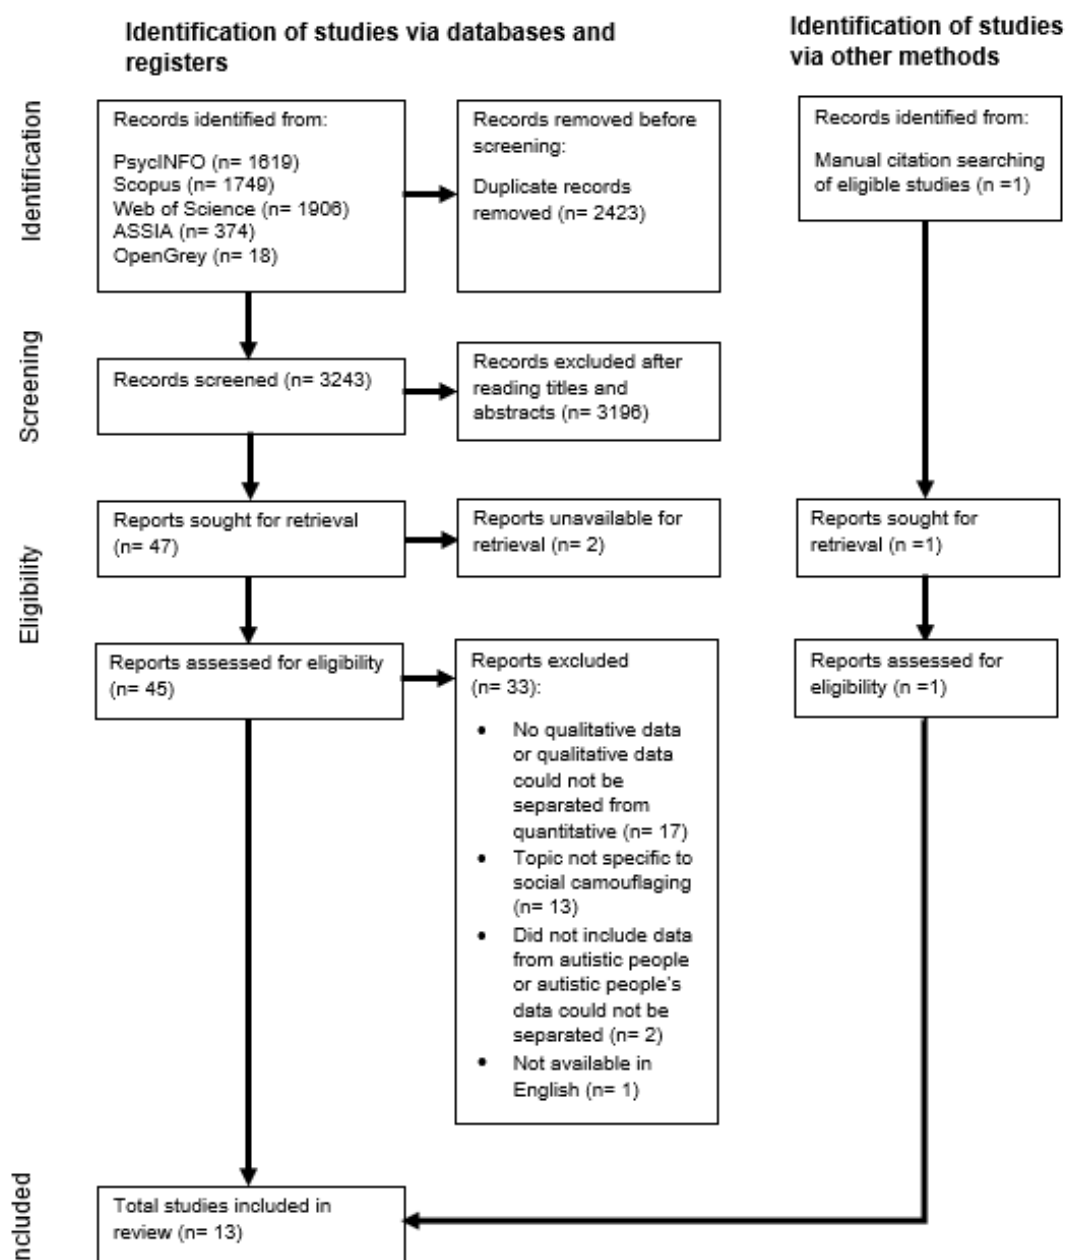 Identification of studies via databases and
registers
Identification of studies
via other methods
Identification
Records identified from:
PsycINFO (n= 1619)
Scopus (n= 1749)
Web of Science (n= 1906)
ASSIA (n= 374)
OpenGrey (n= 18)
Records removed before
screening:
Duplicate records
removed (n= 2423)
Records identified from:
Manual citation searching
of eligible studies (n =1)
Screening
Records screened (n= 3243)
Records excluded after
reading titles and
abstracts (n= 3196)
Eligibility
Reports sought for retrieval
(n= 47)
Reports unavailable for
retrieval (n= 2)
Reports sought for
retrieval (n =1)
Reports assessed for eligibility
(n= 45)
Reports excluded
(n= 33):
• No qualitative data
or qualitative data
could not be
separated from
quantitative (n= 17)
• Topic not specific to
social camouflaging
(n= 13)
• Did not include data
from autistic people
or autistic people's
data could not be
separated (n= 2)
• Not available in
English (n= 1)
Reports assessed for
eligibility (n =1)
ncluded
Total studies included in
review (n= 13)